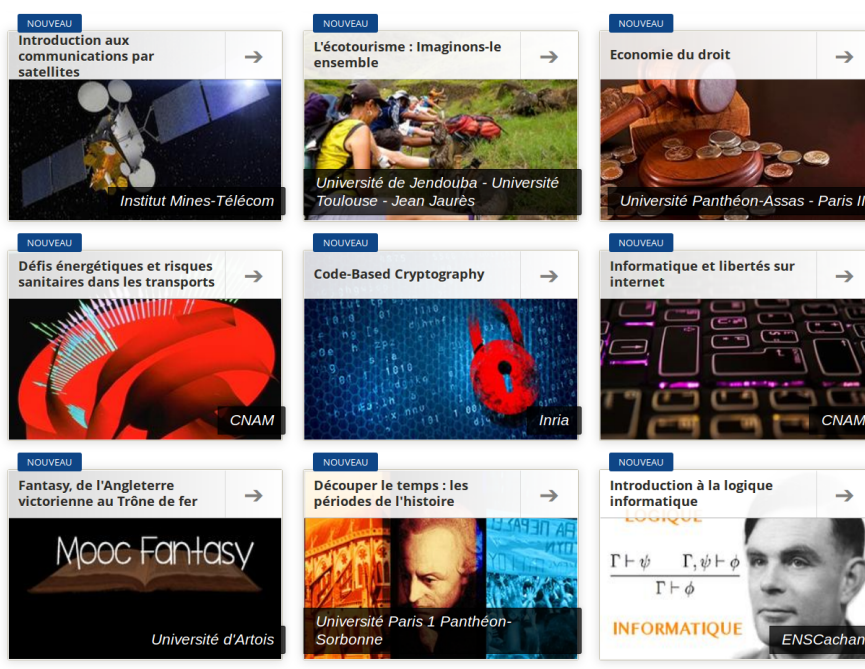 NOUVEAU
Introduction aux
communications par
satellites
Institut Mines-Télécom
NOUVEAU
L'écotourisme : Imaginons-le
ensemble
Université de Jendouba - Université
Toulouse - Jean Jaurès
NOUVEAU
Economie du droit
Université Panthéon-Assas - Paris II
NOUVEAU
Défis énergétiques et risques
sanitaires dans les transports
CNAM
NOUVEAU
Code-Based Cryptography
Inria
NOUVEAU
Informatique et libertés sur
internet
CNAM
NOUVEAU
Fantasy, de l'Angleterre
victorienne au Trône de fer
Mooc Fantasy
Université d'Artois
NOUVEAU
Découper le temps : les
périodes de l'histoire
Université Paris 1 Panthéon-
Sorbonne
NOUVEAU
Introduction à la logique
informatique
LOGIQUE
Γ ⊢ ψ Γ, ψ ⊢ ϕ
Γ ⊢ ϕ
INFORMATIQUE
ENSCachan